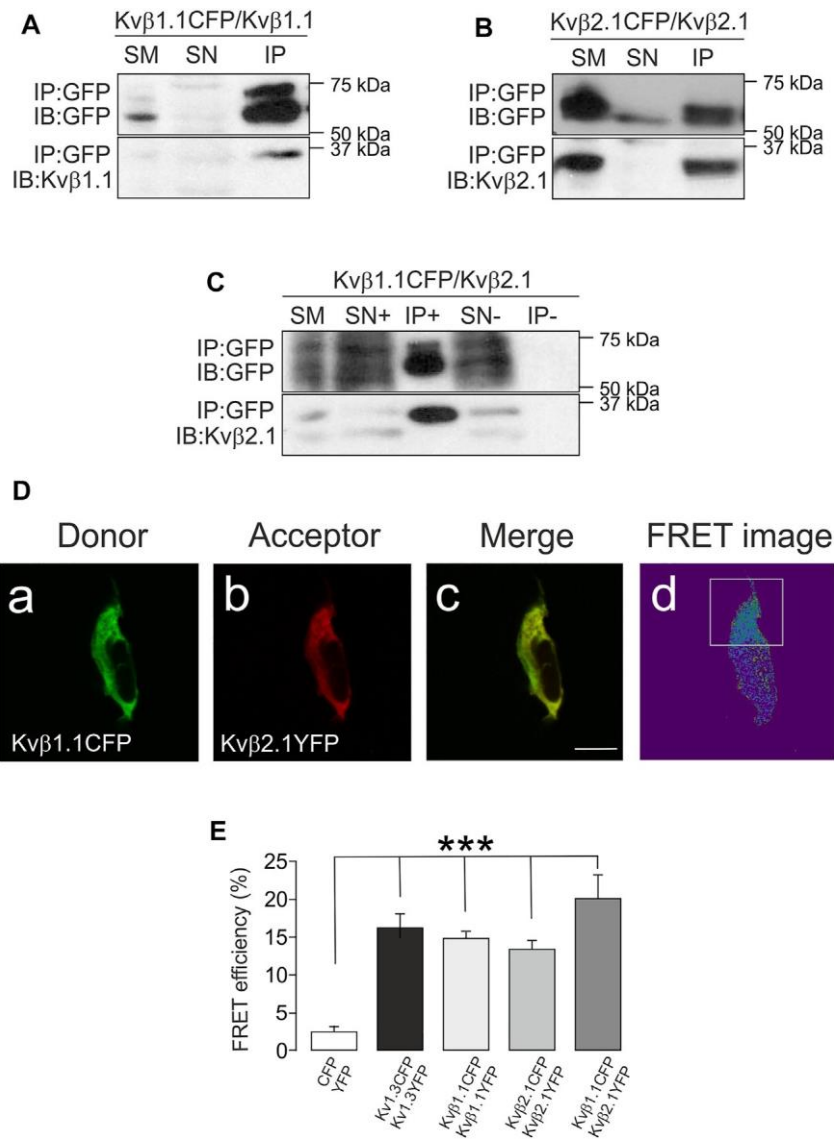 A
Kvβ1.1CFP/Kvβ1.1
SM SN IP
IP:GFP
IB:GFP
75 kDa
50 kDa
IP:GFP
IB:Kvβ1.1
37 kDa
B
Kvβ2.1CFP/Kvβ2.1
SM SN IP
IP:GFP
IB:GFP
75 kDa
50 kDa
IP:GFP
IB:Kvβ2.1
37 kDa
C
Kvβ1.1CFP/Kvβ2.1
SM SN+ IP+ SN- IP-
IP:GFP
IB:GFP
75 kDa
50 kDa
IP:GFP
IB:Kvβ2.1
37 kDa
D
Donor Acceptor Merge FRET image
a b c d
Kvβ1.1CFP Kvβ2.1YFP
E
***
FRET efficiency (%)
25
20
15
10
5
0
CFP
YFP
Kv1.3CFP
Kv1.3YFP
Kvβ1.1CFP
Kvβ1.1YFP
Kvβ2.1CFP
Kvβ2.1YFP
Kvβ1.1CFP
Kvβ2.1YFP